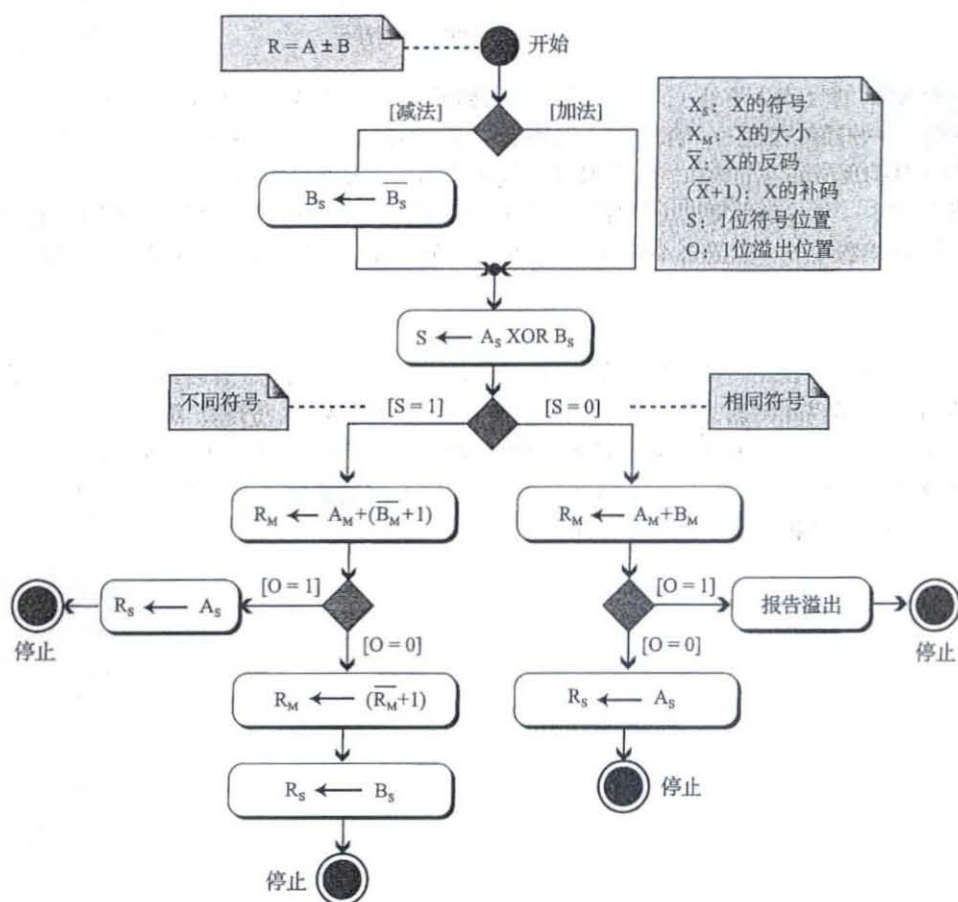 R = A ± B
开始
[减法]
[加法]
X_S：X的符号
X_M：X的大小
X̅：X的反码
(X̅+1)：X的补码
S：1位符号位置
O：1位溢出位置
B_S ← B̅_S̅
S ← A_S XOR B_S
不同符号
[S = 1]
[S = 0]
相同符号
R_M ← A_M+(B̅_M̅+1)
R_M ← A_M+B_M
[O = 1]
R_S ← A_S
停止
[O = 0]
[O = 1]
报告溢出
停止
[O = 0]
R_M ← (R̅_M̅+1)
R_S ← A_S
R_S ← B_S
停止
停止